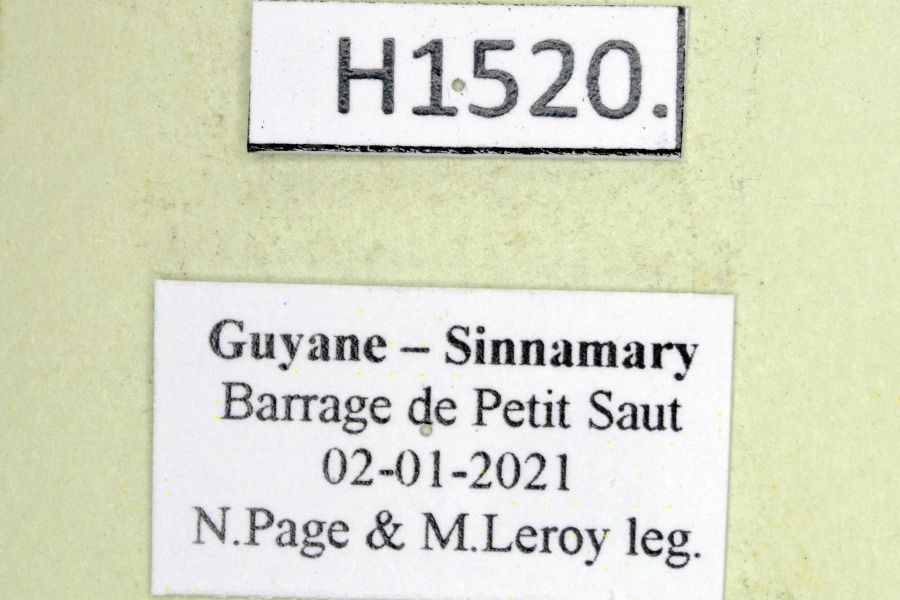 H1520.
Guyane – Sinnamary
Barrage de Petit Saut
02-01-2021
N.Page & M.Leroy leg.